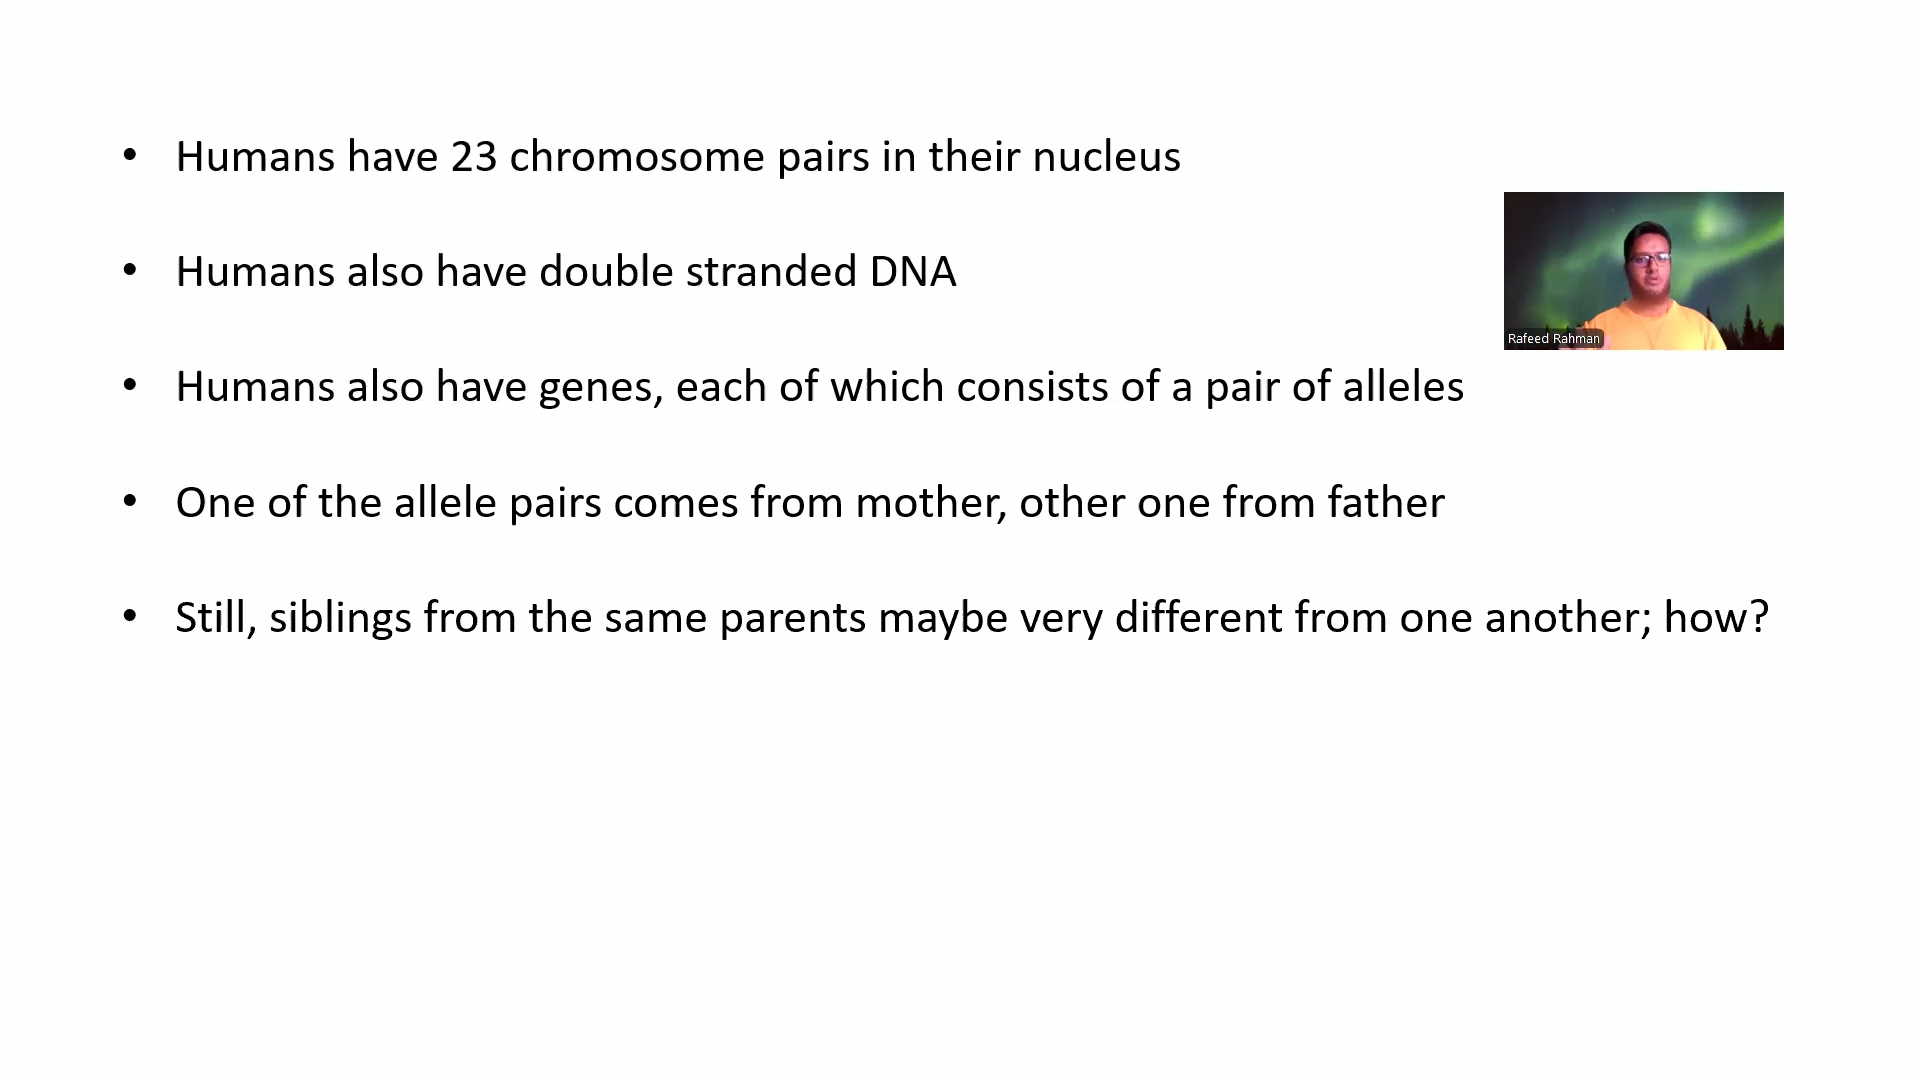 • Humans have 23 chromosome pairs in their nucleus
• Humans also have double stranded DNA
Rafeed Rahman
• Humans also have genes, each of which consists of a pair of alleles
• One of the allele pairs comes from mother, other one from father
• Still, siblings from the same parents maybe very different from one another; how?